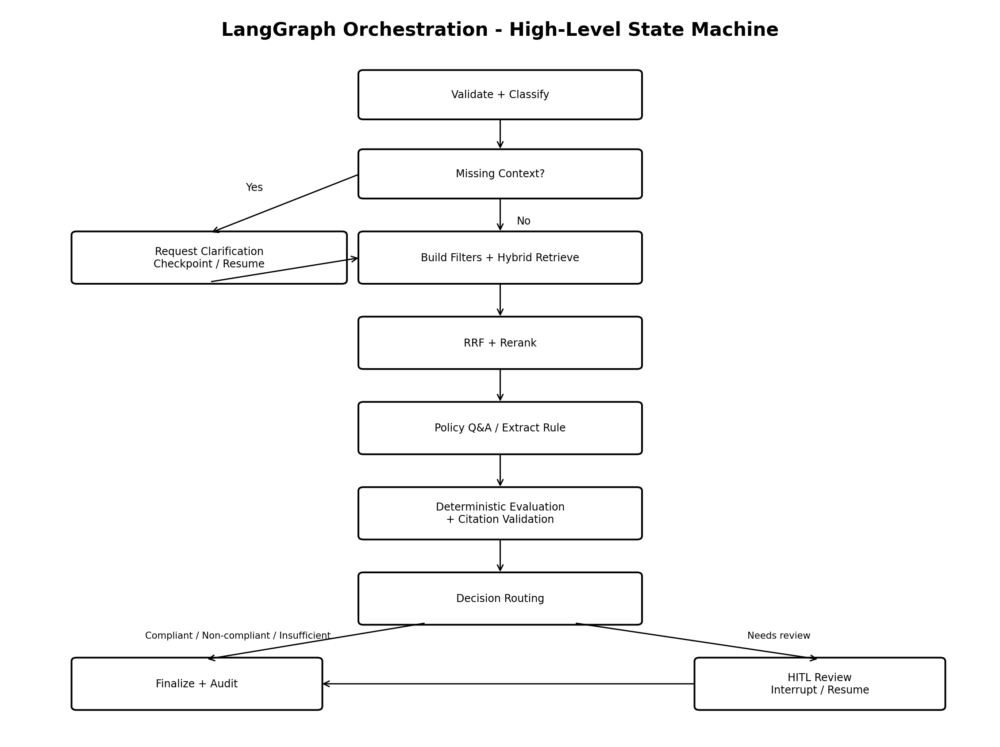 LangGraph Orchestration - High-Level State Machine
Validate + Classify
Missing Context?
Yes
No
Request Clarification
Checkpoint / Resume
Build Filters + Hybrid Retrieve
RRF + Rerank
Policy Q&A / Extract Rule
Deterministic Evaluation
+ Citation Validation
Decision Routing
Compliant / Non-compliant / Insufficient
Needs review
Finalize + Audit
HITL Review
Interrupt / Resume